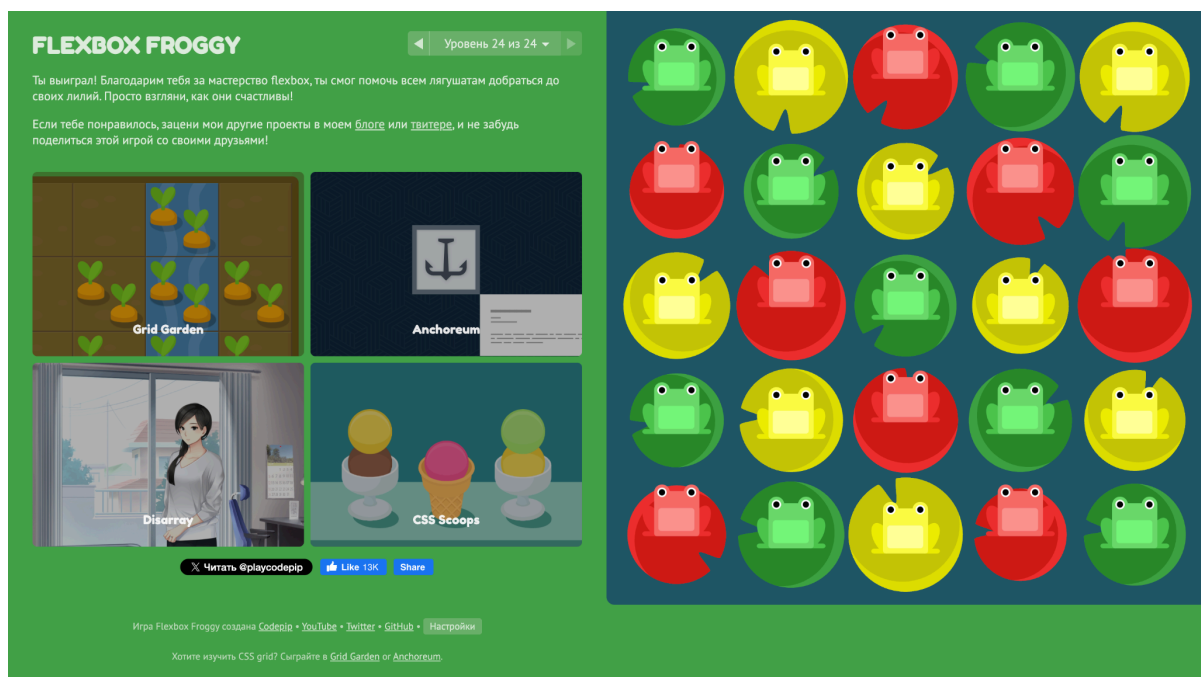 FLEXBOX FROGGY
Уровень 24 из 24
Ты выиграл! Благодарим тебя за мастерство flexbox, ты смог помочь всем лягушатам добраться до
своих лилий. Просто взгляни, как они счастливы!
Если тебе понравилось, зацени мои другие проекты в моем блоге или твитере, и не забудь
поделиться этой игрой со своими друзьями!
Grid Garden
Anchoreum
Disarray
CSS Scoops
Читать @playcodepip
Like 13K
Share
Игра Flexbox Froggy создана Codepip • YouTube • Twitter • GitHub • Настройки
Хотите изучить CSS grid? Сыграйте в Grid Garden or Anchoreum.